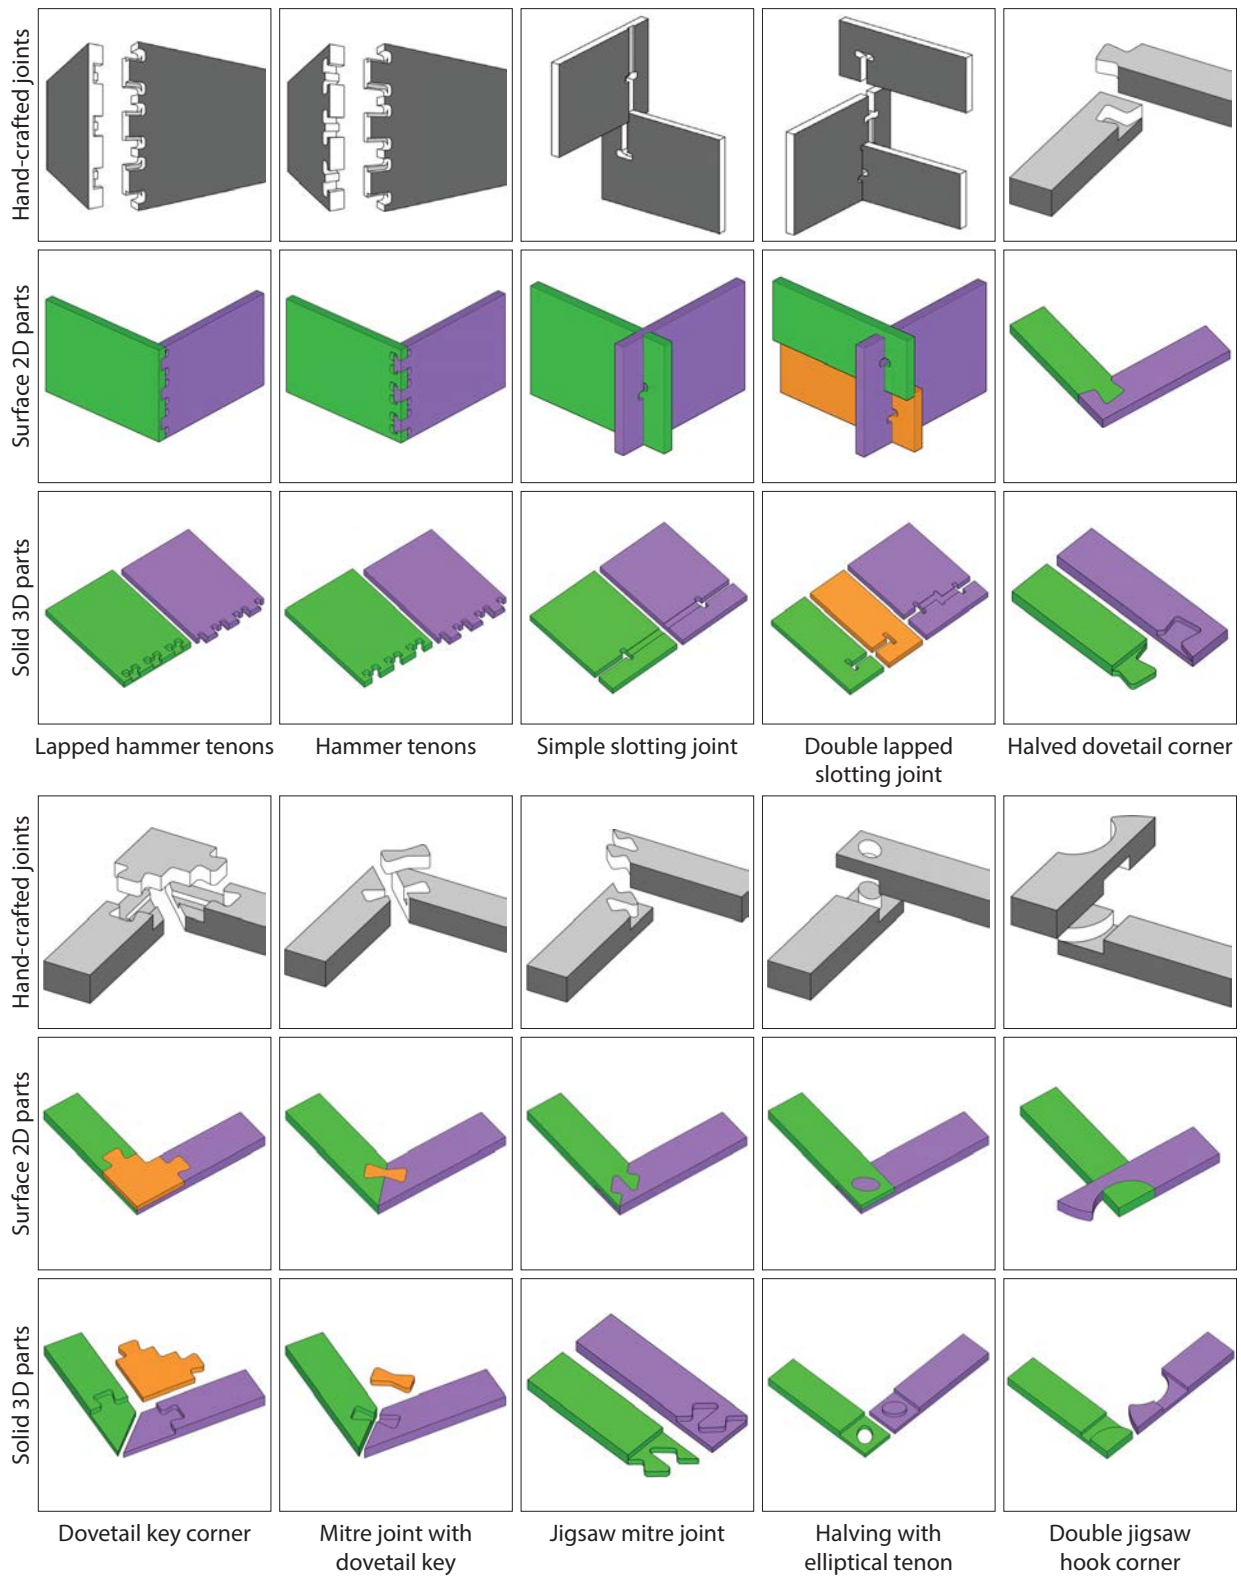 Hand-crafted joints
Surface 2D parts
Solid 3D parts
Lapped hammer tenons
Hammer tenons
Simple slotting joint
Double lapped
slotting joint
Halved dovetail corner
Hand-crafted joints
Surface 2D parts
Solid 3D parts
Dovetail key corner
Mitre joint with
dovetail key
Jigsaw mitre joint
Halving with
elliptical tenon
Double jigsaw
hook corner